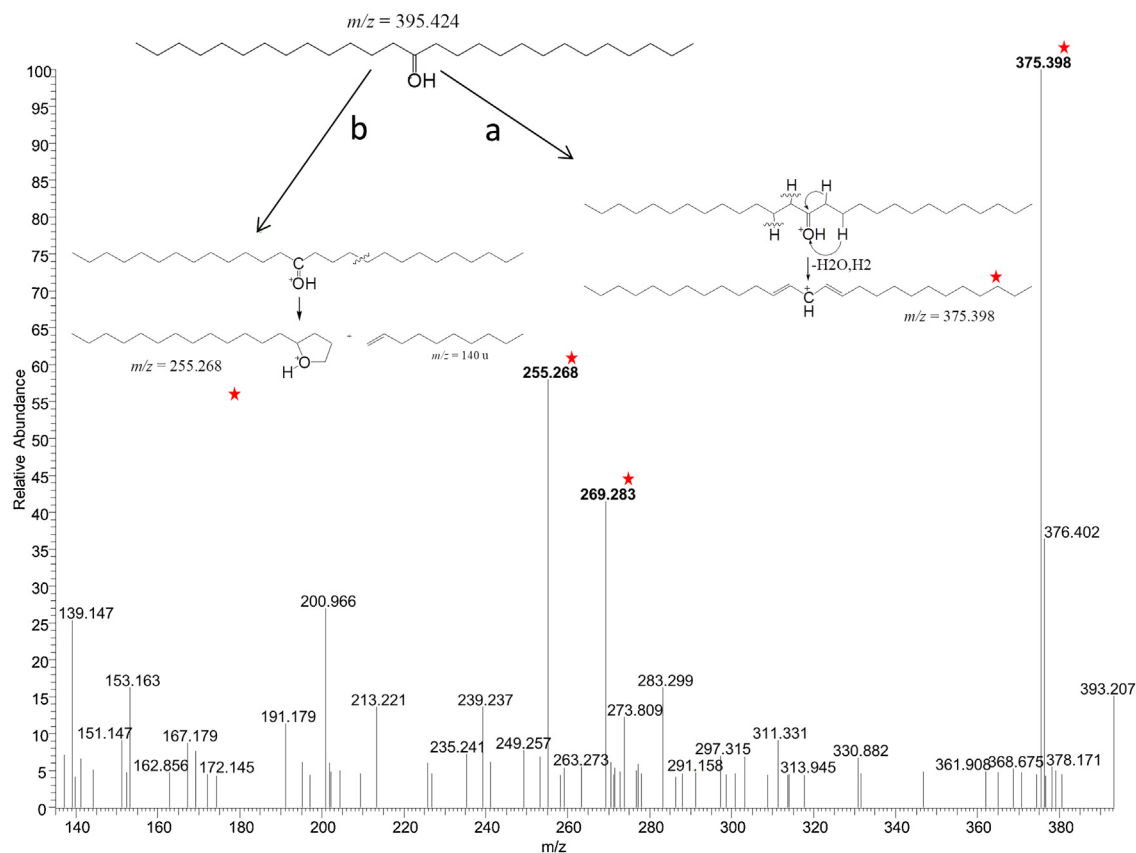 m/z = 395.424
+OH
b
a
375.398
H H
H +OH H
-H2O,H2
+
C
H
m/z = 375.398
C
+OH
+
+
H O
m/z = 255.268
m/z = 140 u
255.268
269.283
376.402
139.147
200.966
153.163
283.299
393.207
213.221
239.237
273.809
191.179
151.147
167.179
235.241
249.257
297.315
311.331
162.856
172.145
263.273
291.158
313.945
330.882
361.908
368.675
378.171
Relative Abundance
100
95
90
85
80
75
70
65
60
55
50
45
40
35
30
25
20
15
10
5
0
140 160 180 200 220 240 260 280 300 320 340 360 380
m/z